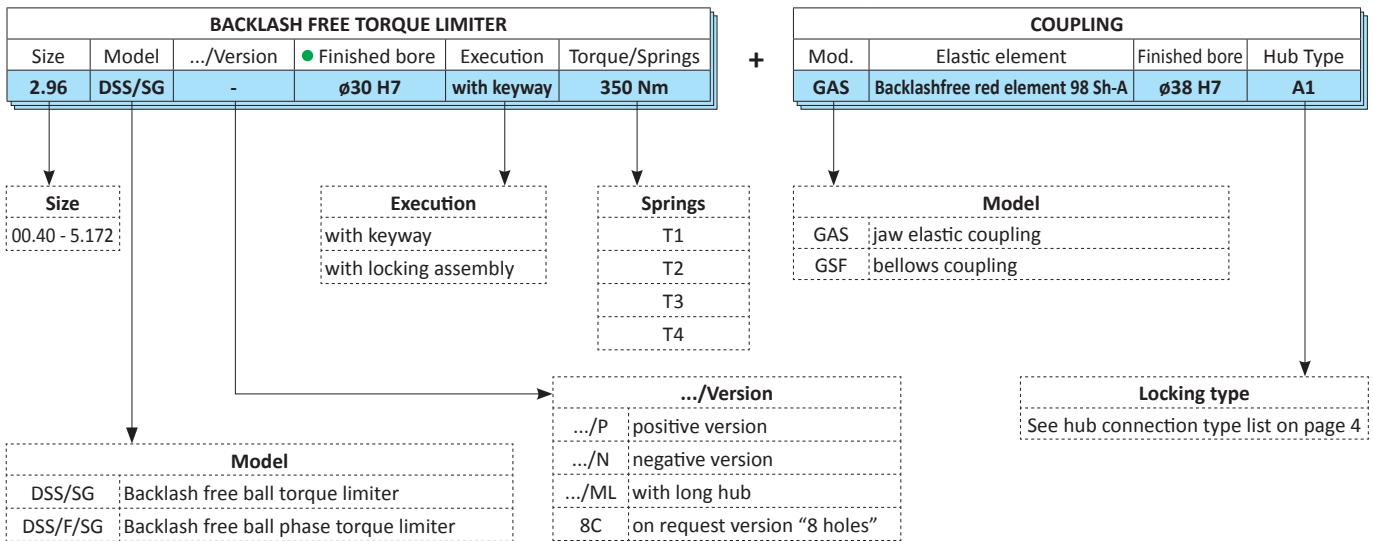 BACKLASH FREE TORQUE LIMITER
Size Model .../Version Finished bore Execution Torque/Springs
2.96 DSS/SG - ø30 H7 with keyway 350 Nm
+
COUPLING
Mod. Elastic element Finished bore Hub Type
GAS Backlashfree red element 98 Sh-A ø38 H7 A1
Size
00.40 - 5.172
Execution
with keyway
with locking assembly
Springs
T1
T2
T3
T4
Model
GAS jaw elastic coupling
GSF bellows coupling
.../Version
.../P positive version
.../N negative version
.../ML with long hub
8C on request version “8 holes”
Locking type
See hub connection type list on page 4
Model
DSS/SG Backlash free ball torque limiter
DSS/F/SG Backlash free ball phase torque limiter